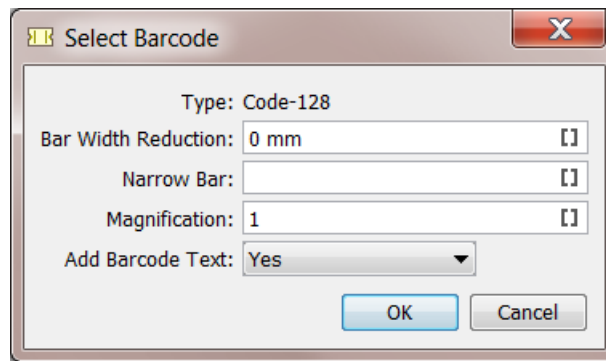 Select Barcode
Type: Code-128
Bar Width Reduction: 0 mm
Narrow Bar:
Magnification: 1
Add Barcode Text: Yes
OK Cancel